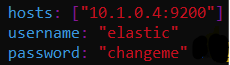 hosts: ["10.1.0.4:9200"]
username: "elastic"
password: "changeme"